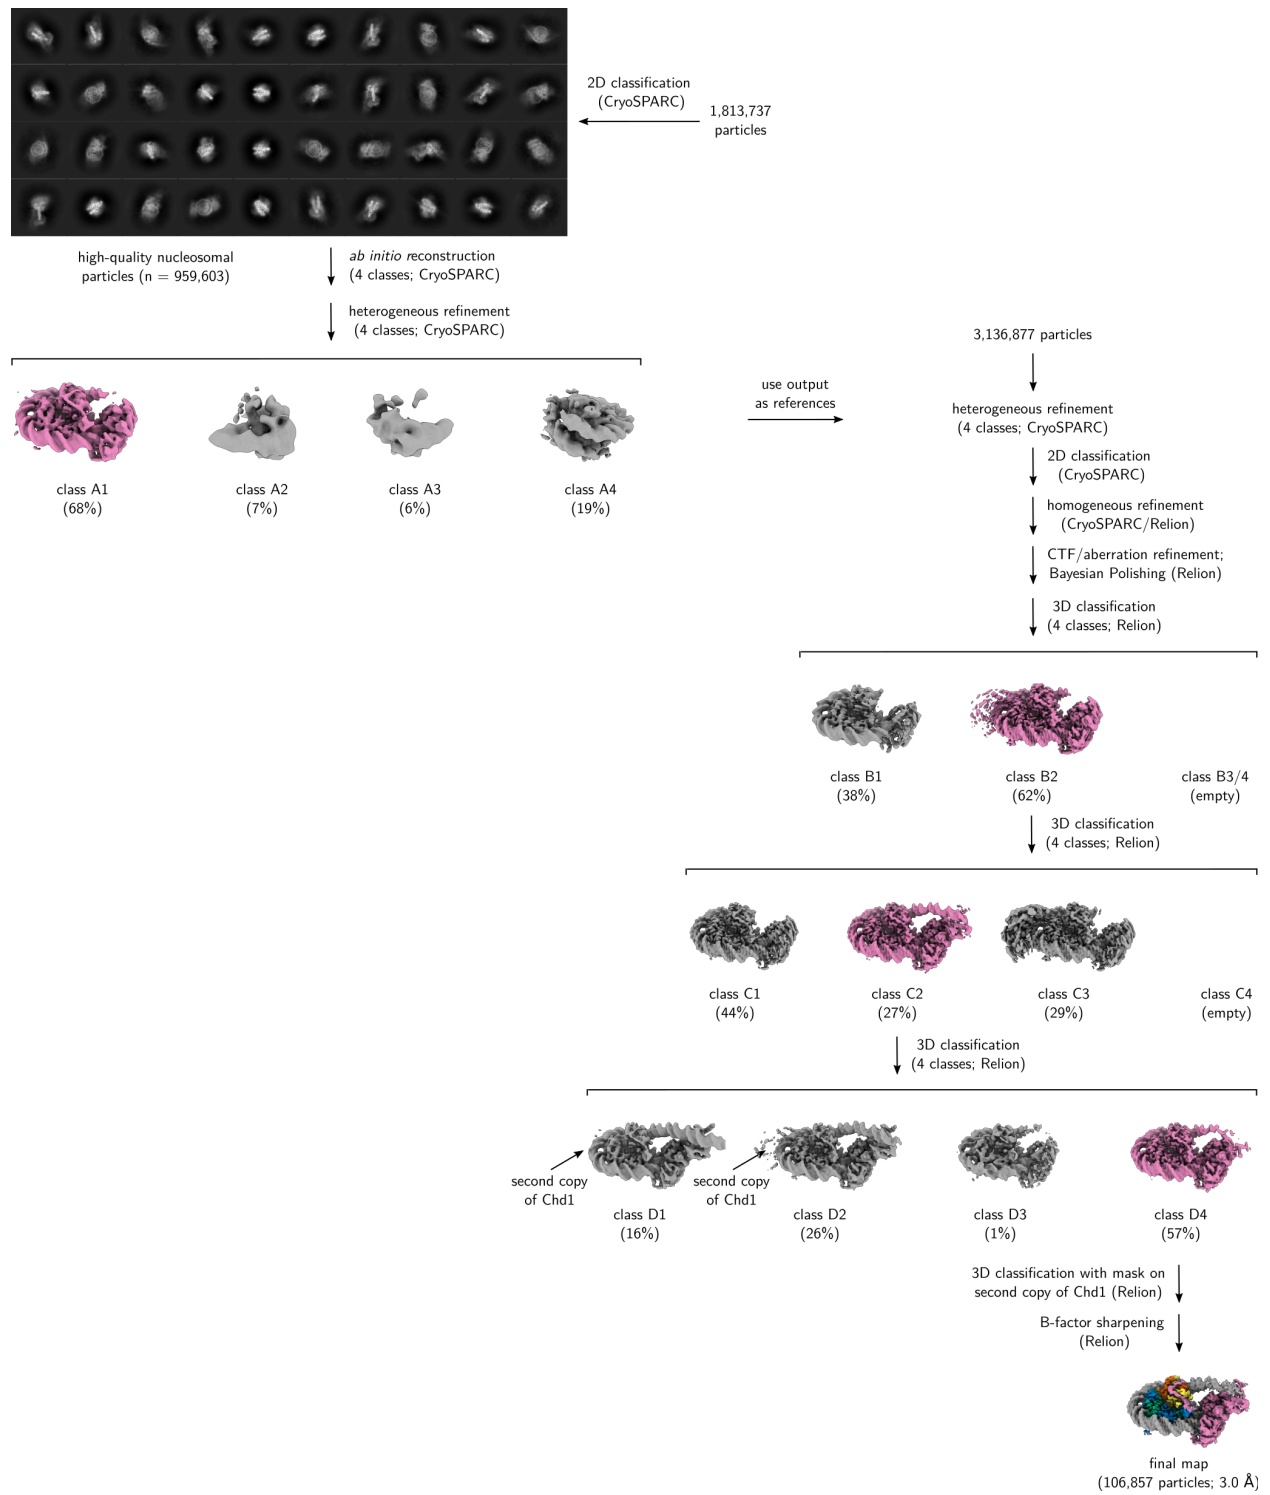 2D classification
(CryoSPARC)
1,813,737
particles
high-quality nucleosomal
particles (n = 959,603)
ab initio reconstruction
(4 classes; CryoSPARC)
heterogeneous refinement
(4 classes; CryoSPARC)
class A1
(68%)
class A2
(7%)
class A3
(6%)
class A4
(19%)
use output
as references
3,136,877 particles
heterogeneous refinement
(4 classes; CryoSPARC)
2D classification
(CryoSPARC)
homogeneous refinement
(CryoSPARC/Relion)
CTF/aberration refinement;
Bayesian Polishing (Relion)
3D classification
(4 classes; Relion)
class B1
(38%)
class B2
(62%)
class B3/4
(empty)
3D classification
(4 classes; Relion)
class C1
(44%)
class C2
(27%)
class C3
(29%)
class C4
(empty)
3D classification
(4 classes; Relion)
second copy
of Chd1
second copy
of Chd1
class D1
(16%)
class D2
(26%)
class D3
(1%)
class D4
(57%)
3D classification with mask on
second copy of Chd1 (Relion)
B-factor sharpening
(Relion)
final map
(106,857 particles; 3.0 Å)